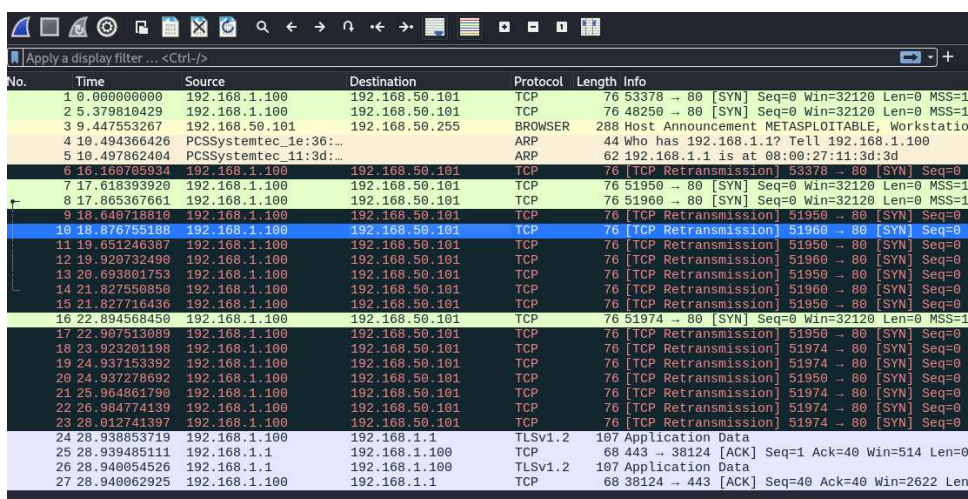 Apply a display filter ... <Ctrl-/>
No. Time Source Destination Protocol Length Info
1 0.000000000 192.168.1.100 192.168.50.101 TCP 76 53378 → 80 [SYN] Seq=0 Win=32120 Len=0 MSS=1
2 5.379810429 192.168.1.100 192.168.50.101 TCP 76 48250 → 80 [SYN] Seq=0 Win=32120 Len=0 MSS=1
3 9.447553267 192.168.50.101 192.168.50.255 BROWSER 288 Host Announcement METASPLOITABLE, Workstatio
4 10.494366426 PCSSystemtec_1e:36:… ARP 44 Who has 192.168.1.1? Tell 192.168.1.100
5 10.497862404 PCSSystemtec_11:3d:… ARP 62 192.168.1.1 is at 08:00:27:11:3d:3d
6 16.160705934 192.168.1.100 192.168.50.101 TCP 76 [TCP Retransmission] 53378 → 80 [SYN] Seq=0
7 17.618393920 192.168.1.100 192.168.50.101 TCP 76 51950 → 80 [SYN] Seq=0 Win=32120 Len=0 MSS=1
8 17.865367661 192.168.1.100 192.168.50.101 TCP 76 51960 → 80 [SYN] Seq=0 Win=32120 Len=0 MSS=1
9 18.640718810 192.168.1.100 192.168.50.101 TCP 76 [TCP Retransmission] 51950 → 80 [SYN] Seq=0
10 18.876755188 192.168.1.100 192.168.50.101 TCP 76 [TCP Retransmission] 51960 → 80 [SYN] Seq=0
11 19.651246387 192.168.1.100 192.168.50.101 TCP 76 [TCP Retransmission] 51950 → 80 [SYN] Seq=0
12 19.920732490 192.168.1.100 192.168.50.101 TCP 76 [TCP Retransmission] 51960 → 80 [SYN] Seq=0
13 20.693801753 192.168.1.100 192.168.50.101 TCP 76 [TCP Retransmission] 51950 → 80 [SYN] Seq=0
14 21.827550850 192.168.1.100 192.168.50.101 TCP 76 [TCP Retransmission] 51960 → 80 [SYN] Seq=0
15 21.827716436 192.168.1.100 192.168.50.101 TCP 76 [TCP Retransmission] 51950 → 80 [SYN] Seq=0
16 22.894568450 192.168.1.100 192.168.50.101 TCP 76 51974 → 80 [SYN] Seq=0 Win=32120 Len=0 MSS=1
17 22.907513089 192.168.1.100 192.168.50.101 TCP 76 [TCP Retransmission] 51950 → 80 [SYN] Seq=0
18 23.923201198 192.168.1.100 192.168.50.101 TCP 76 [TCP Retransmission] 51974 → 80 [SYN] Seq=0
19 24.937153392 192.168.1.100 192.168.50.101 TCP 76 [TCP Retransmission] 51974 → 80 [SYN] Seq=0
20 24.937278692 192.168.1.100 192.168.50.101 TCP 76 [TCP Retransmission] 51950 → 80 [SYN] Seq=0
21 25.964861790 192.168.1.100 192.168.50.101 TCP 76 [TCP Retransmission] 51974 → 80 [SYN] Seq=0
22 26.984774139 192.168.1.100 192.168.50.101 TCP 76 [TCP Retransmission] 51974 → 80 [SYN] Seq=0
23 28.012741397 192.168.1.100 192.168.50.101 TCP 76 [TCP Retransmission] 51974 → 80 [SYN] Seq=0
24 28.938853719 192.168.1.100 192.168.1.1 TLSv1.2 107 Application Data
25 28.939485111 192.168.1.1 192.168.1.100 TCP 68 443 → 38124 [ACK] Seq=1 Ack=40 Win=514 Len=0
26 28.940054526 192.168.1.1 192.168.1.100 TLSv1.2 107 Application Data
27 28.940062925 192.168.1.100 192.168.1.1 TCP 68 38124 → 443 [ACK] Seq=40 Ack=40 Win=2622 Len